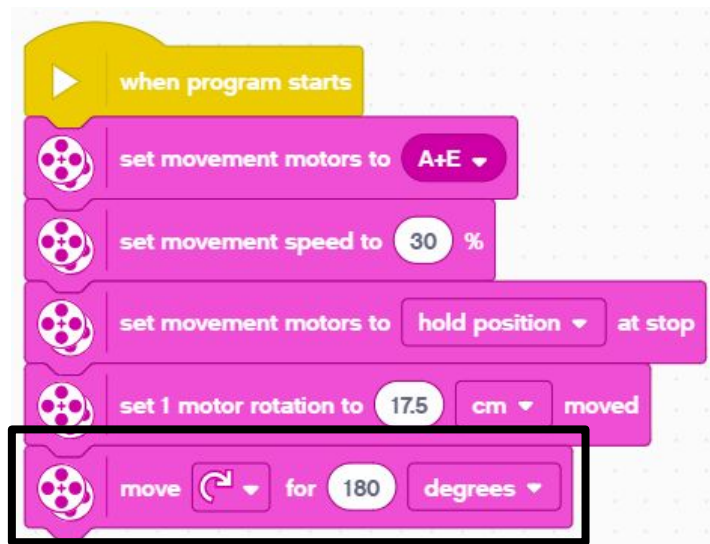 when program starts
set movement motors to A+E
set movement speed to 30 %
set movement motors to hold position at stop
set 1 motor rotation to 17.5 cm moved
move for 180 degrees